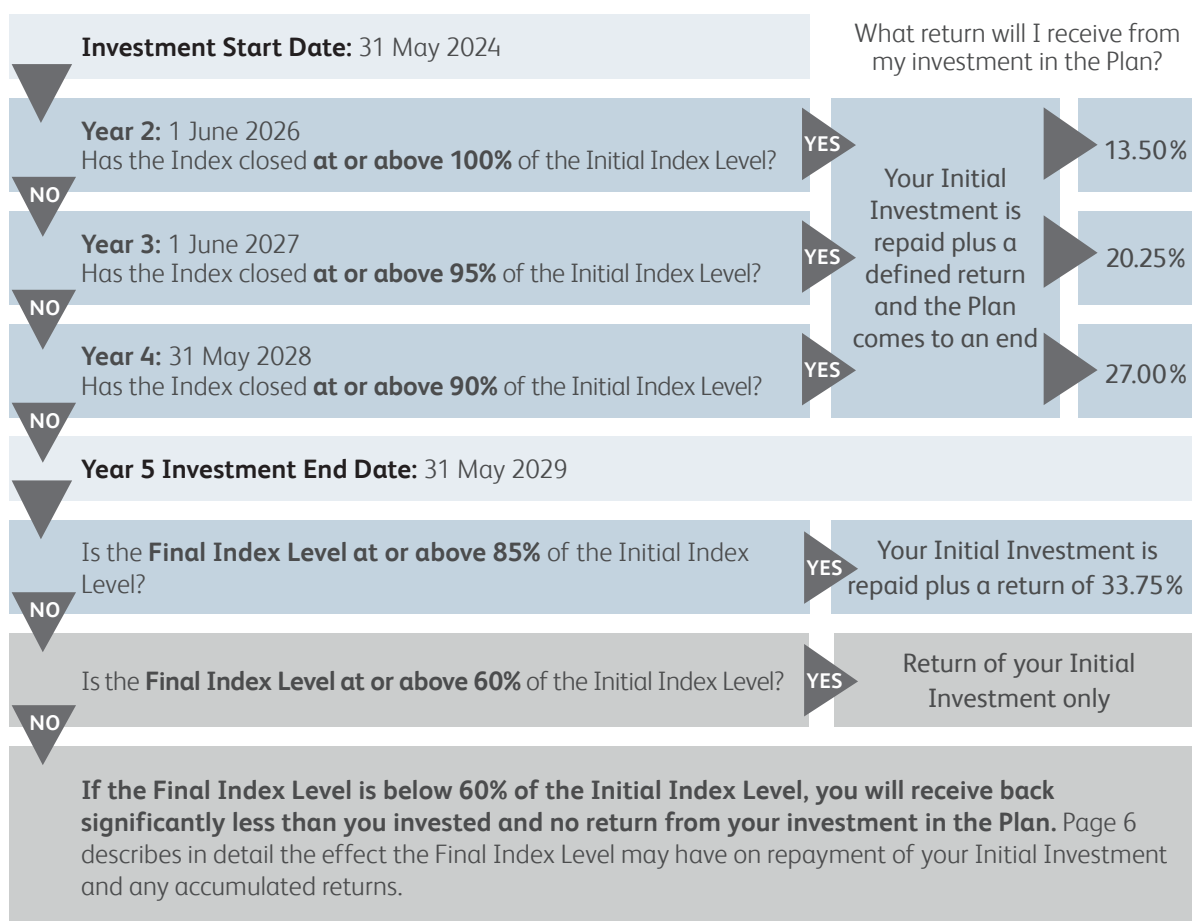 Investment Start Date: 31 May 2024
What return will I receive from
my investment in the Plan?
Year 2: 1 June 2026
Has the Index closed at or above 100% of the Initial Index Level?
YES
13.50%
NO
Year 3: 1 June 2027
Has the Index closed at or above 95% of the Initial Index Level?
YES
20.25%
NO
Year 4: 31 May 2028
Has the Index closed at or above 90% of the Initial Index Level?
YES
27.00%
Your Initial
Investment is
repaid plus a
defined return
and the Plan
comes to an end
NO
Year 5 Investment End Date: 31 May 2029
Is the Final Index Level at or above 85% of the Initial Index
Level?
YES
Your Initial Investment is
repaid plus a return of 33.75%
NO
Is the Final Index Level at or above 60% of the Initial Index Level?
YES
Return of your Initial
Investment only
NO
If the Final Index Level is below 60% of the Initial Index Level, you will receive back
significantly less than you invested and no return from your investment in the Plan. Page 6
describes in detail the effect the Final Index Level may have on repayment of your Initial Investment
and any accumulated returns.